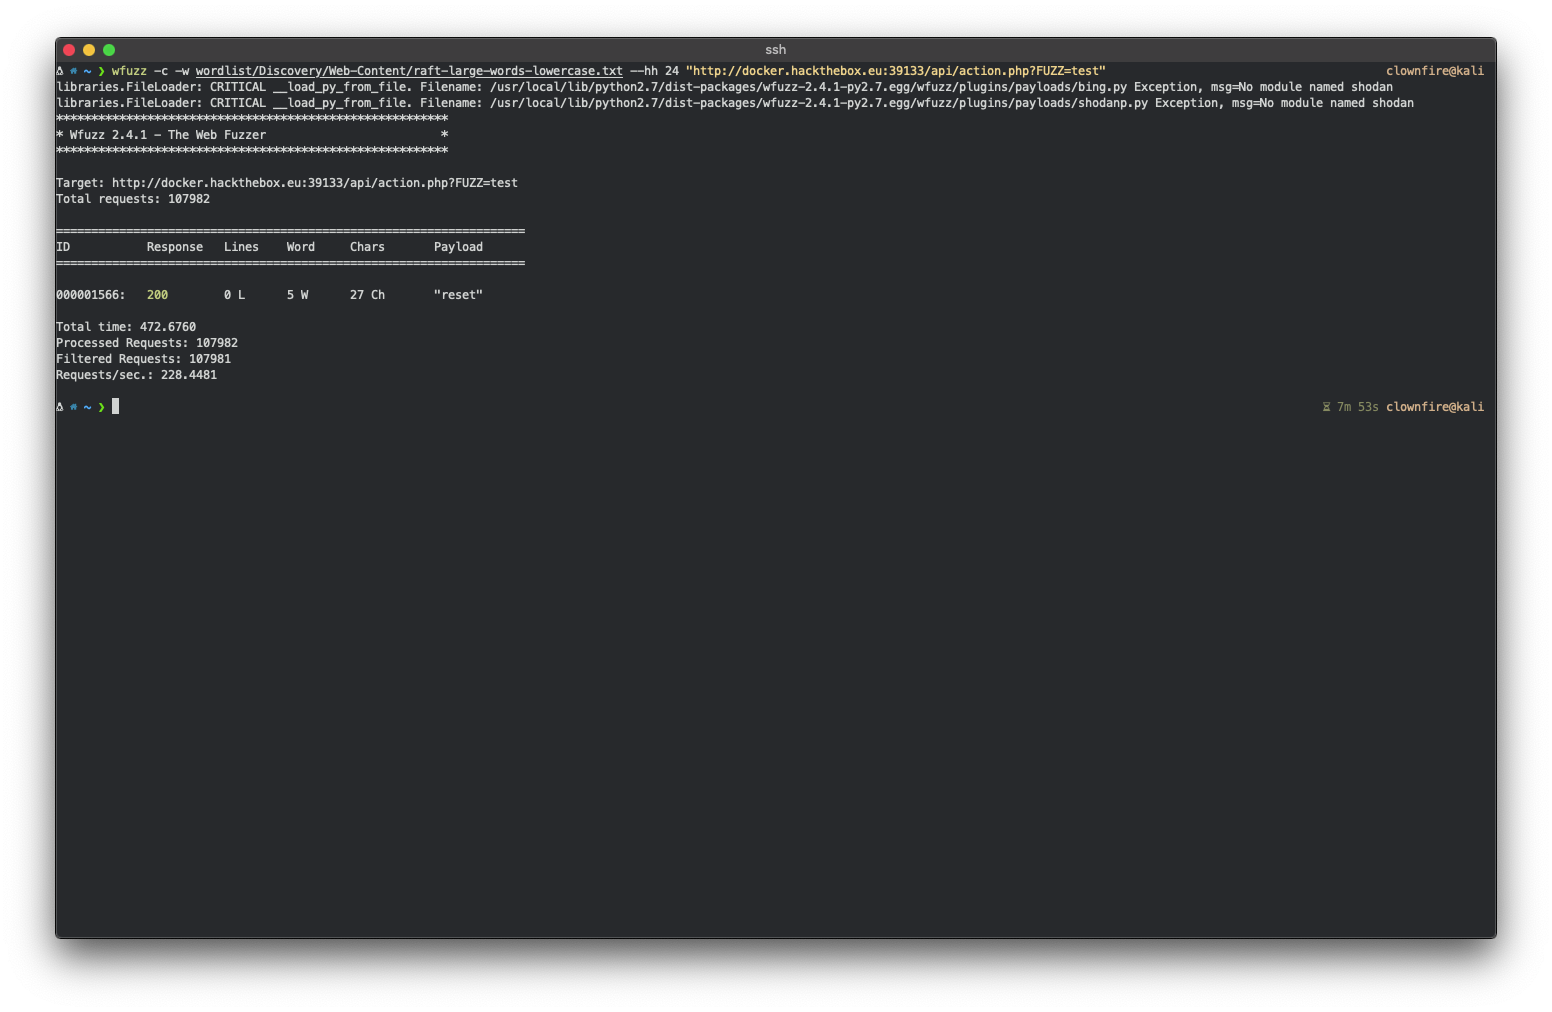 ssh
~ ❯ wfuzz -c -w wordlist/Discovery/Web-Content/raft-large-words-lowercase.txt --hh 24 "http://docker.hackthebox.eu:39133/api/action.php?FUZZ=test" clownfire@kali
libraries.FileLoader: CRITICAL __load_py_from_file. Filename: /usr/local/lib/python2.7/dist-packages/wfuzz-2.4.1-py2.7.egg/wfuzz/plugins/payloads/bing.py Exception, msg=No module named shodan
libraries.FileLoader: CRITICAL __load_py_from_file. Filename: /usr/local/lib/python2.7/dist-packages/wfuzz-2.4.1-py2.7.egg/wfuzz/plugins/payloads/shodanp.py Exception, msg=No module named shodan
********************************************************
* Wfuzz 2.4.1 - The Web Fuzzer                         *
********************************************************
Target: http://docker.hackthebox.eu:39133/api/action.php?FUZZ=test
Total requests: 107982
===================================================================
ID           Response   Lines    Word     Chars       Payload
===================================================================
000001566:   200        0 L      5 W      27 Ch       "reset"
Total time: 472.6760
Processed Requests: 107982
Filtered Requests: 107981
Requests/sec.: 228.4481
~ ❯ 7m 53s clownfire@kali